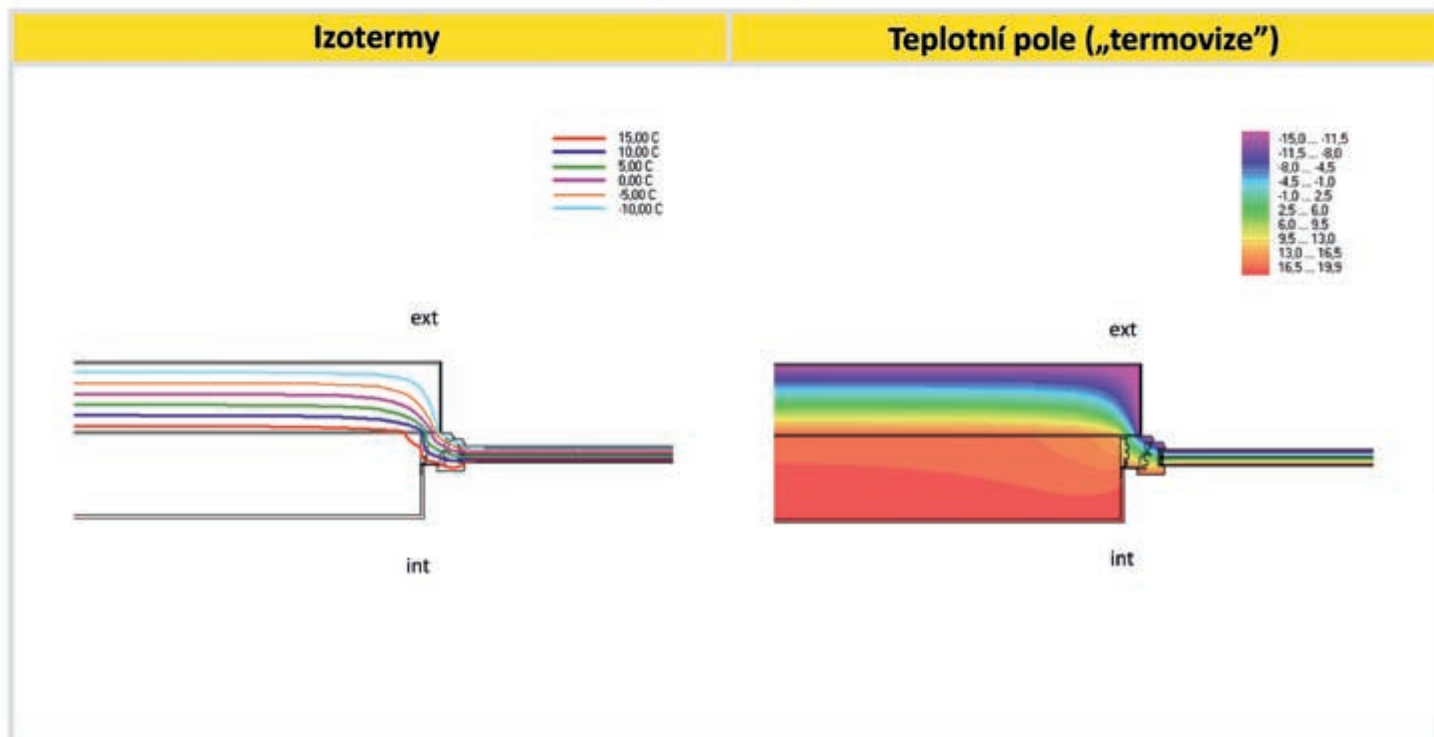 Izotermy
Teplotní pole („termovize”)
15,00 C
10,00 C
5,00 C
0,00 C
-5,00 C
-10,00 C
ext
int
-15,0 ... -11,5
-11,5 ... -8,0
-8,0 ... -4,5
-4,5 ... -1,0
-1,0 ... 2,5
2,5 ... 6,0
6,0 ... 9,5
9,5 ... 13,0
13,0 ... 16,5
16,5 ... 19,9
ext
int